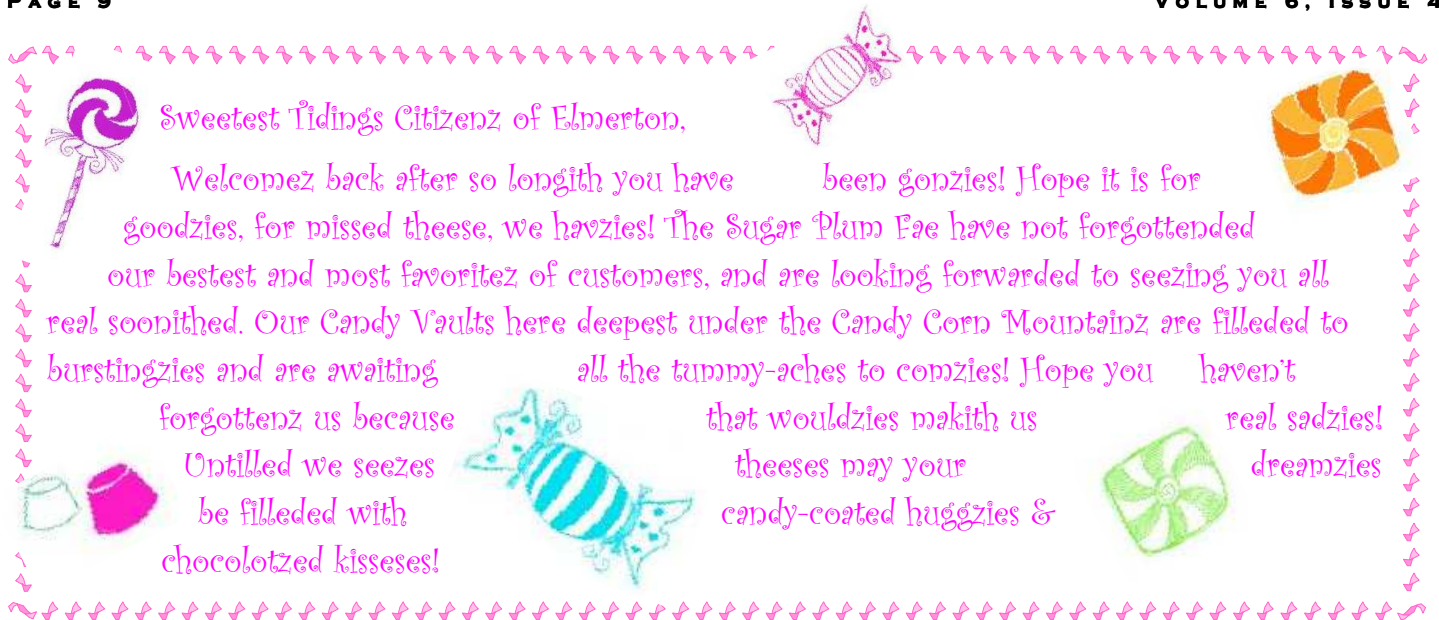 PAGE 9
VOLUME 6, ISSUE 4
Sweetest Tidings Citizenz of Elmerton,
Welcomez back after so longith you have been gonzies! Hope it is for
goodzies, for missed theese, we havzies! The Sugar Plum Fae have not forgottended
our bestest and most favoritez of customers, and are looking forwarded to seezing you all
real soonithed. Our Candy Vaults here deepest under the Candy Corn Mountainz are filleded to
burstingzies and are awaiting all the tummy-aches to comzies! Hope you haven't
forgottenz us because that wouldzies makith us real sadzies!
Untilled we seezes theeses may your dreamzies
be filleded with candy-coated huggzies &
chocolotzed kisseses!